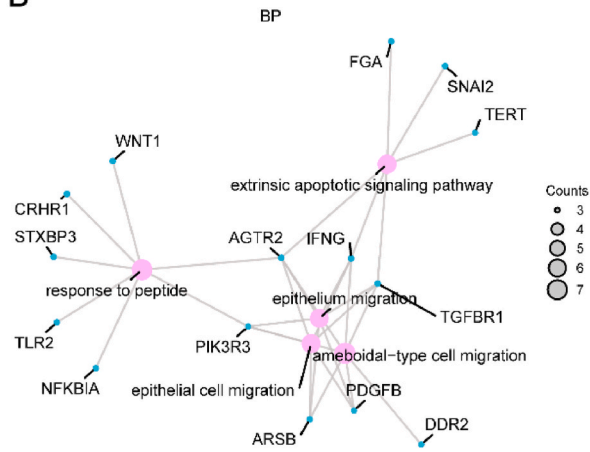 BP
FGA
SNAI2
TERT
WNT1
extrinsic apoptotic signaling pathway
Counts
3
CRHR1
4
STXBP3
AGTR2
IFNG
5
6
response to peptide
epithelium migration
7
TGFBR1
TLR2
PIK3R3
ameboidal-type cell migration
NFKBIA
epithelial cell migration
PDGFB
DDR2
ARSB